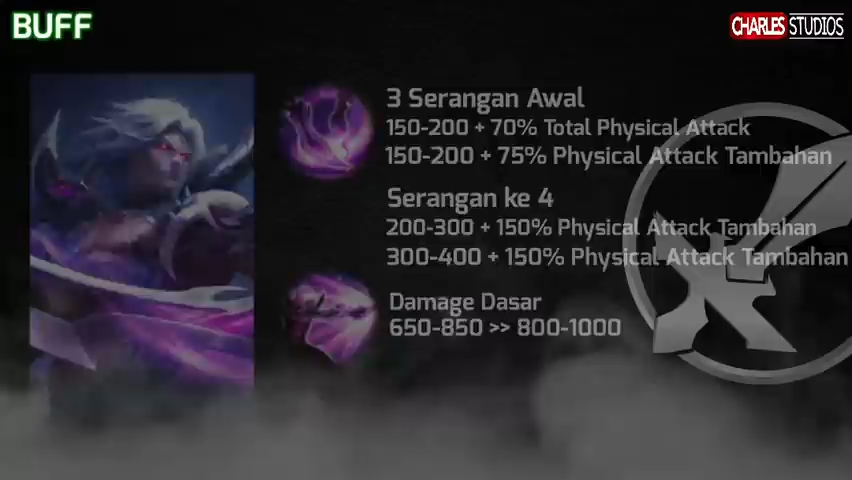 BUFF
CHARLES STUDIOS
3 Serangan Awal
150-200 + 70% Total Physical Attack
150-200 + 75% Physical Attack Tambahan
Serangan ke 4
200-300 + 150% Physical Attack Tambahan
300-400 + 150% Physical Attack Tambahan
Damage Dasar
650-850 >> 800-1000